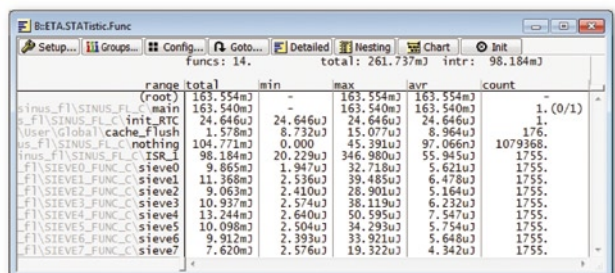 B::ETA.STATistic.Func
Setup... Groups... Config... Goto... Detailed Nesting Chart Init
funcs: 14. total: 261.737mJ intr: 98.184mJ
range total min max avr count
(root) 163.554mJ - 163.554mJ 163.554mJ -
sinus_fl\SINUS_FL_C\main 163.540mJ - 163.540mJ 163.540mJ 1. (0/1)
s_fl\SINUS_FL_C\init_RTC 24.646uJ 24.646uJ 24.646uJ 24.646uJ 1.
\User\Global\cache_flush 1.578mJ 8.732uJ 15.077uJ 8.964uJ 176.
us_fl\SINUS_FL_C\nothing 104.771mJ 0.000 45.391uJ 97.066nJ 1079368.
inus_fl\SINUS_FL_C\ISR_1 98.184mJ 20.229uJ 346.980uJ 55.945uJ 1755.
_fl\SIEVE0_FUNC_C\sieve0 9.865mJ 1.947uJ 32.718uJ 5.621uJ 1755.
_fl\SIEVE1_FUNC_C\sieve1 11.368mJ 2.536uJ 39.485uJ 6.478uJ 1755.
_fl\SIEVE2_FUNC_C\sieve2 9.063mJ 2.410uJ 28.901uJ 5.164uJ 1755.
_fl\SIEVE3_FUNC_C\sieve3 10.937mJ 2.574uJ 38.119uJ 6.232uJ 1755.
_fl\SIEVE4_FUNC_C\sieve4 13.244mJ 2.640uJ 50.595uJ 7.547uJ 1755.
_fl\SIEVE5_FUNC_C\sieve5 10.098mJ 2.504uJ 34.293uJ 5.754uJ 1755.
_fl\SIEVE6_FUNC_C\sieve6 9.912mJ 2.393uJ 33.921uJ 5.648uJ 1755.
_fl\SIEVE7_FUNC_C\sieve7 7.620mJ 2.576uJ 19.322uJ 4.342uJ 1755.